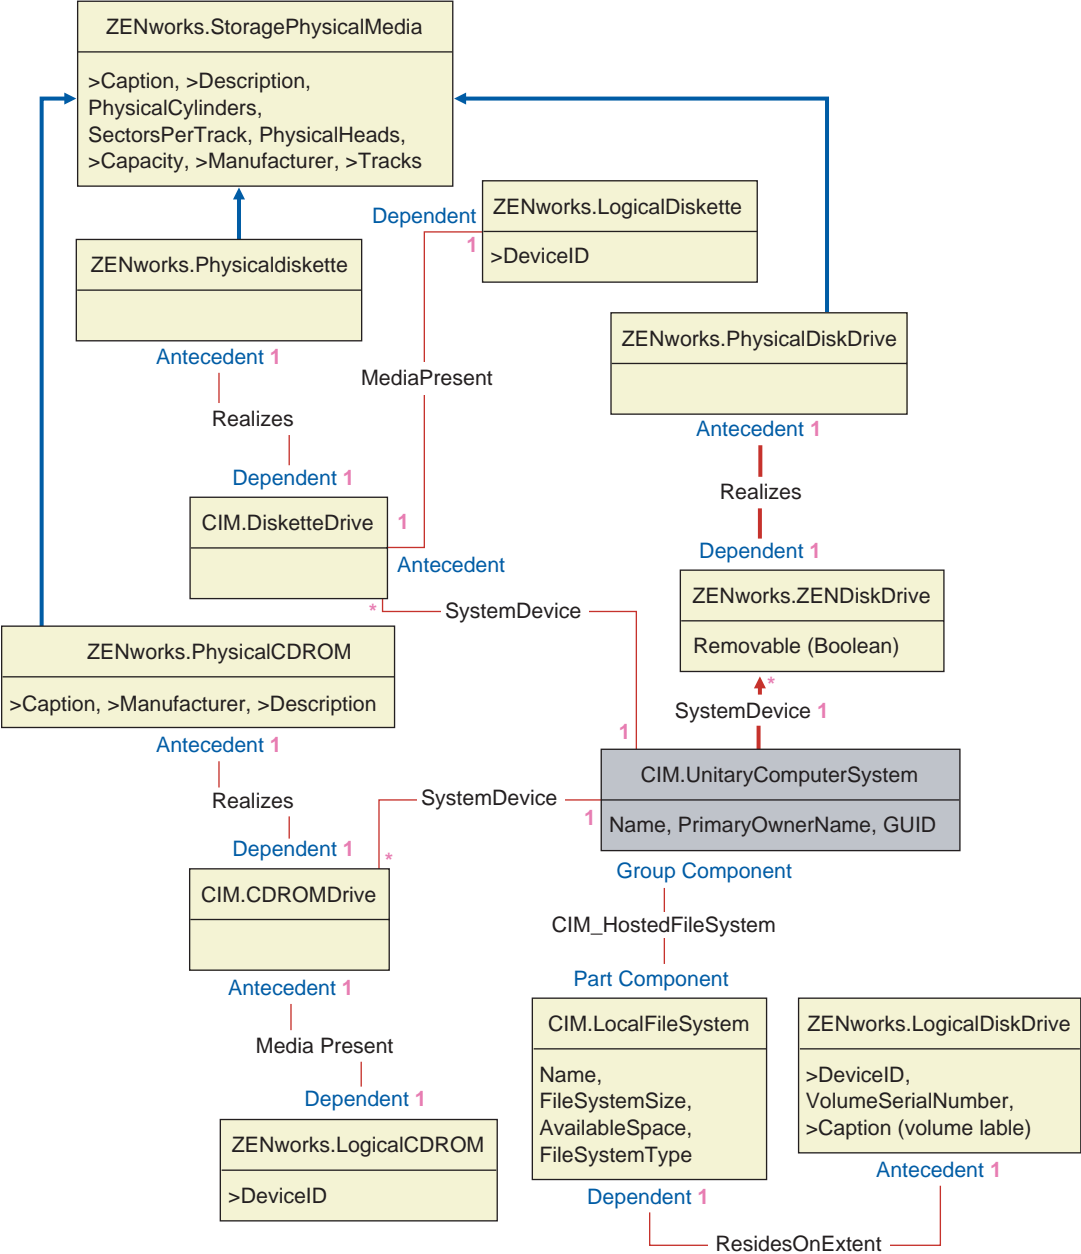 ZENworks.StoragePhysicalMedia
>Caption, >Description,
PhysicalCylinders,
SectorsPerTrack, PhysicalHeads,
>Capacity, >Manufacturer, >Tracks
Dependent
1
ZENworks.LogicalDiskette
>DeviceID
ZENworks.Physicaldiskette
Antecedent 1
Realizes
Dependent 1
MediaPresent
ZENworks.PhysicalDiskDrive
Antecedent 1
Realizes
Dependent 1
CIM.DisketteDrive
1
Antecedent
*
SystemDevice
1
ZENworks.ZENDiskDrive
Removable (Boolean)
*
SystemDevice 1
ZENworks.PhysicalCDROM
>Caption, >Manufacturer, >Description
Antecedent 1
Realizes
Dependent 1
*
SystemDevice
1
CIM.UnitaryComputerSystem
Name, PrimaryOwnerName, GUID
Group Component
CIM_HostedFileSystem
Part Component
CIM.CDROMDrive
Antecedent 1
Media Present
Dependent 1
ZENworks.LogicalCDROM
>DeviceID
CIM.LocalFileSystem
Name,
FileSystemSize,
AvailableSpace,
FileSystemType
Dependent 1
ZENworks.LogicalDiskDrive
>DeviceID,
VolumeSerialNumber,
>Caption (volume lable)
Antecedent 1
ResidesOnExtent